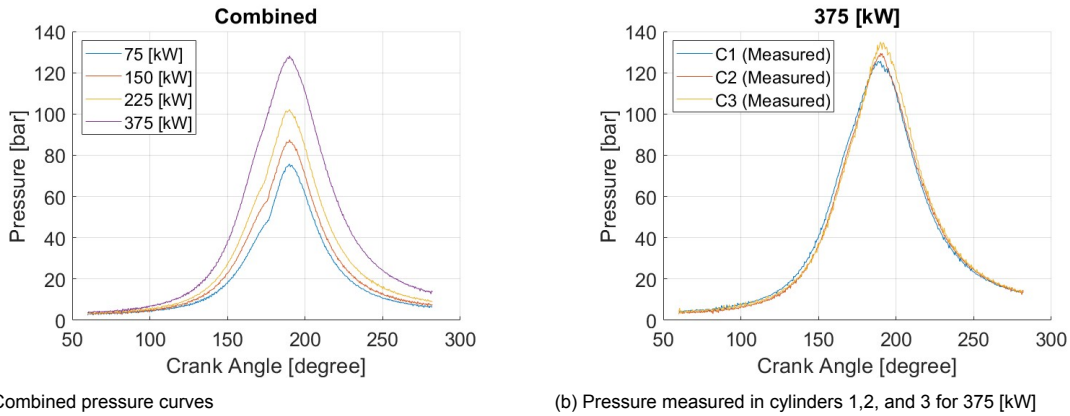 Combined
140
120
100
80
60
40
20
0
Pressure [bar]
75 [kW]
150 [kW]
225 [kW]
375 [kW]
50 100 150 200 250 300
Crank Angle [degree]
Combined pressure curves
375 [kW]
140
120
100
80
60
40
20
0
Pressure [bar]
C1 (Measured)
C2 (Measured)
C3 (Measured)
50 100 150 200 250 300
Crank Angle [degree]
(b) Pressure measured in cylinders 1,2, and 3 for 375 [kW]